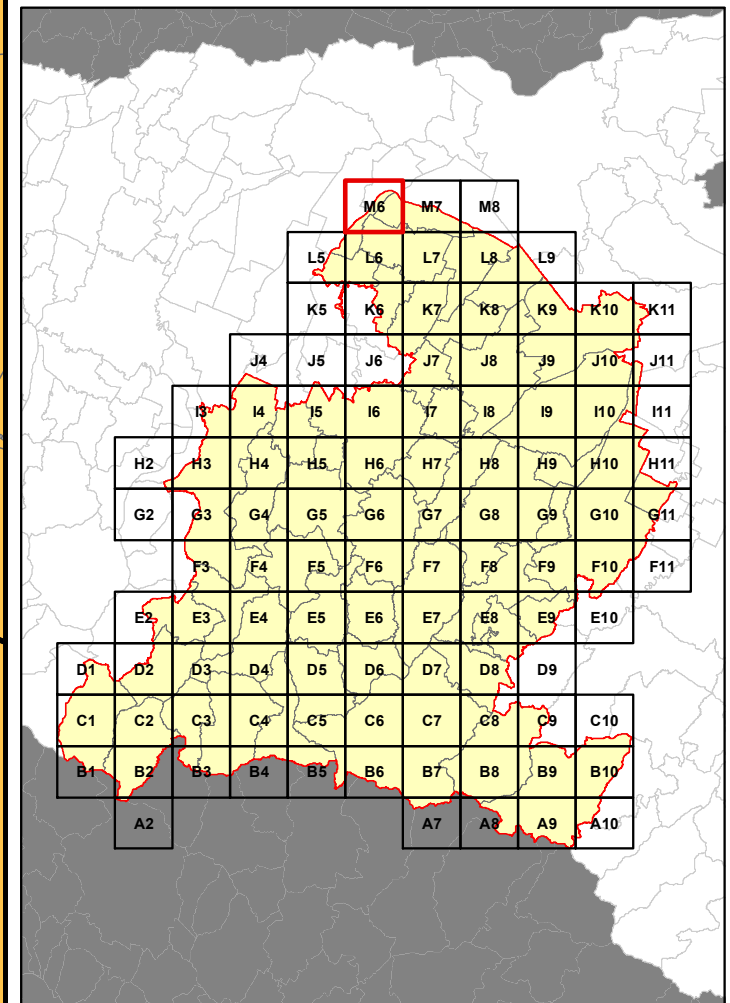 M6 M7 M8
L5 L6 L7 L8 L9
K5 K6 K7 K8 K9 K10 K11
J4 J5 J6 J7 J8 J9 J10 J11
I3 I4 I5 I6 I7 I8 I9 I10 I11
H2 H3 H4 H5 H6 H7 H8 H9 H10 H11
G2 G3 G4 G5 G6 G7 G8 G9 G10 G11
F3 F4 F5 F6 F7 F8 F9 F10 F11
E2 E3 E4 E5 E6 E7 E8 E9 E10
D1 D2 D3 D4 D5 D6 D7 D8 D9
C1 C2 C3 C4 C5 C6 C7 C8 C9 C10
B1 B2 B3 B4 B5 B6 B7 B8 B9 B10
A2 A7 A8 A9 A10